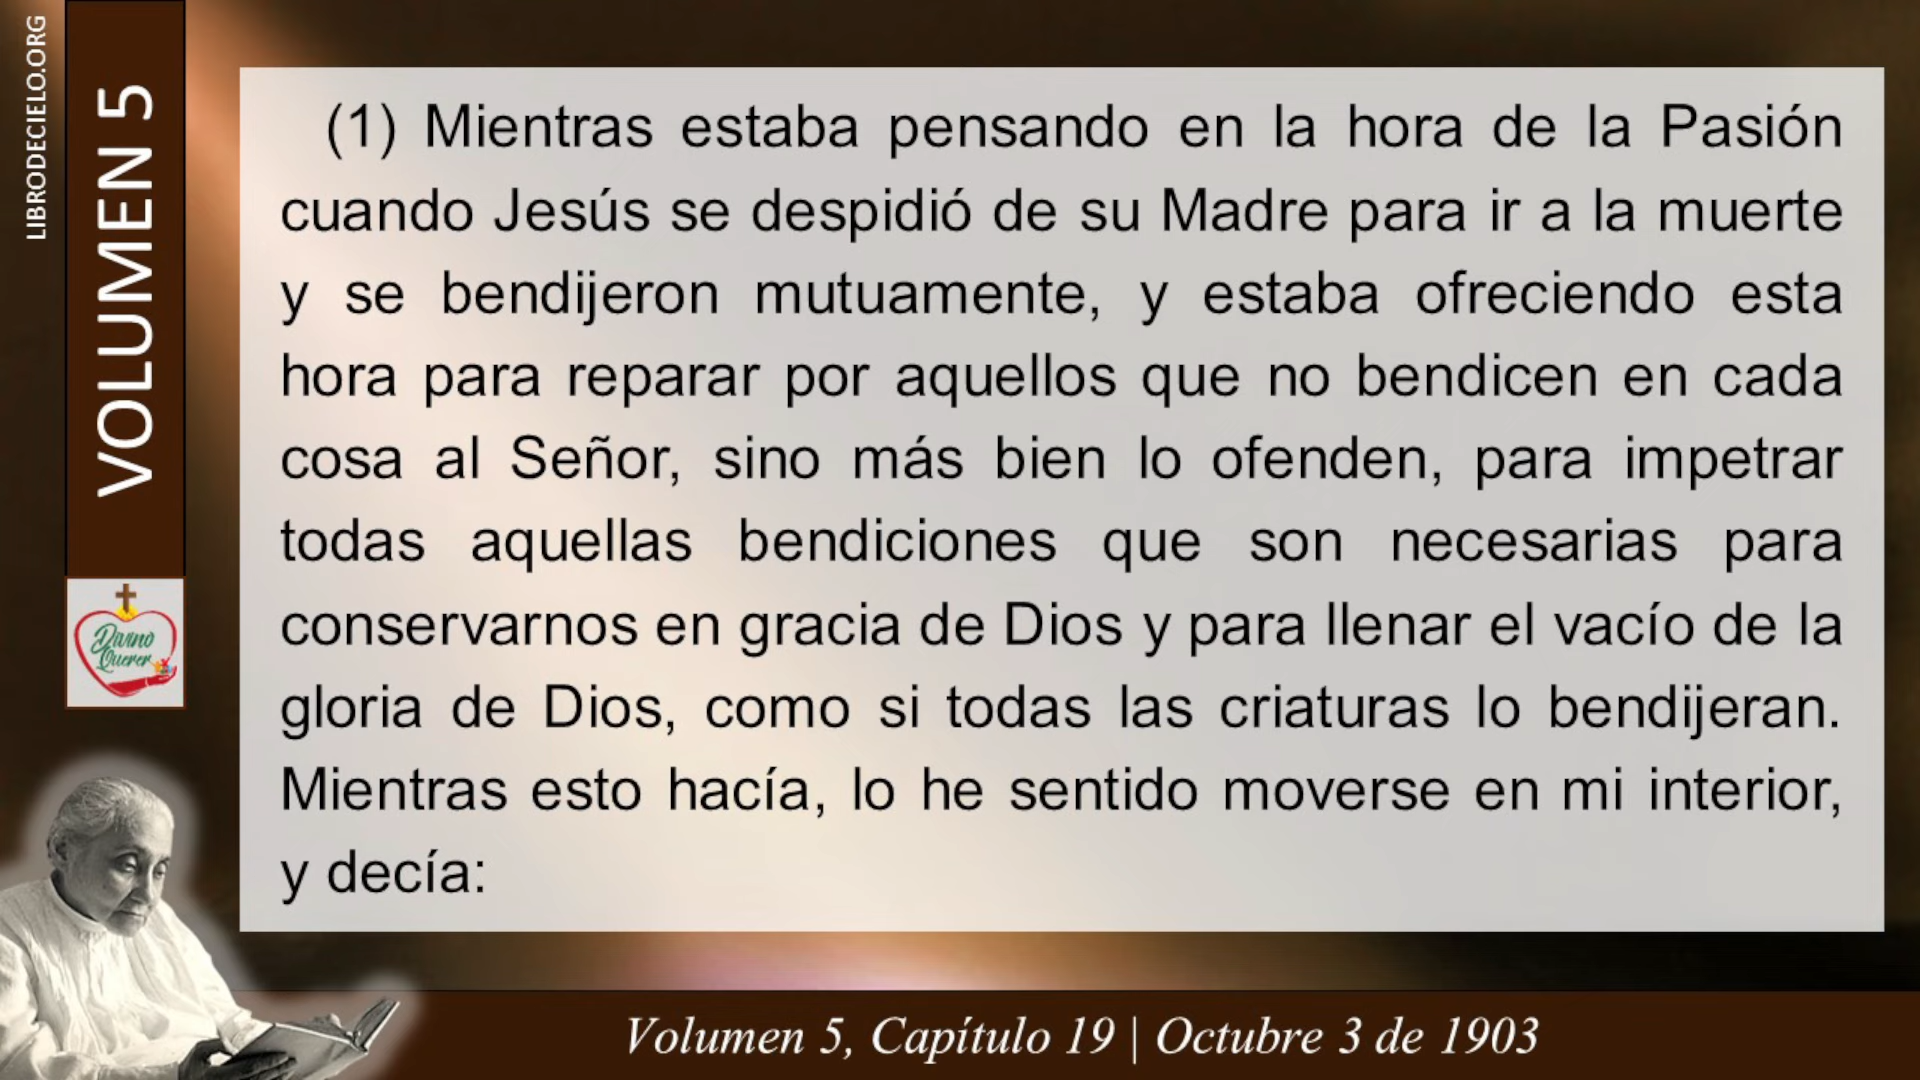 LIBRODECIELO.ORG
VOLUMEN 5
Divino
Querer
(1) Mientras estaba pensando en la hora de la Pasión
cuando Jesús se despidió de su Madre para ir a la muerte
y se bendijeron mutuamente, y estaba ofreciendo esta
hora para reparar por aquellos que no bendicen en cada
cosa al Señor, sino más bien lo ofenden, para impetrar
todas aquellas bendiciones que son necesarias para
conservarnos en gracia de Dios y para llenar el vacío de la
gloria de Dios, como si todas las criaturas lo bendijeran.
Mientras esto hacía, lo he sentido moverse en mi interior,
y decía:
Volumen 5, Capítulo 19 | Octubre 3 de 1903